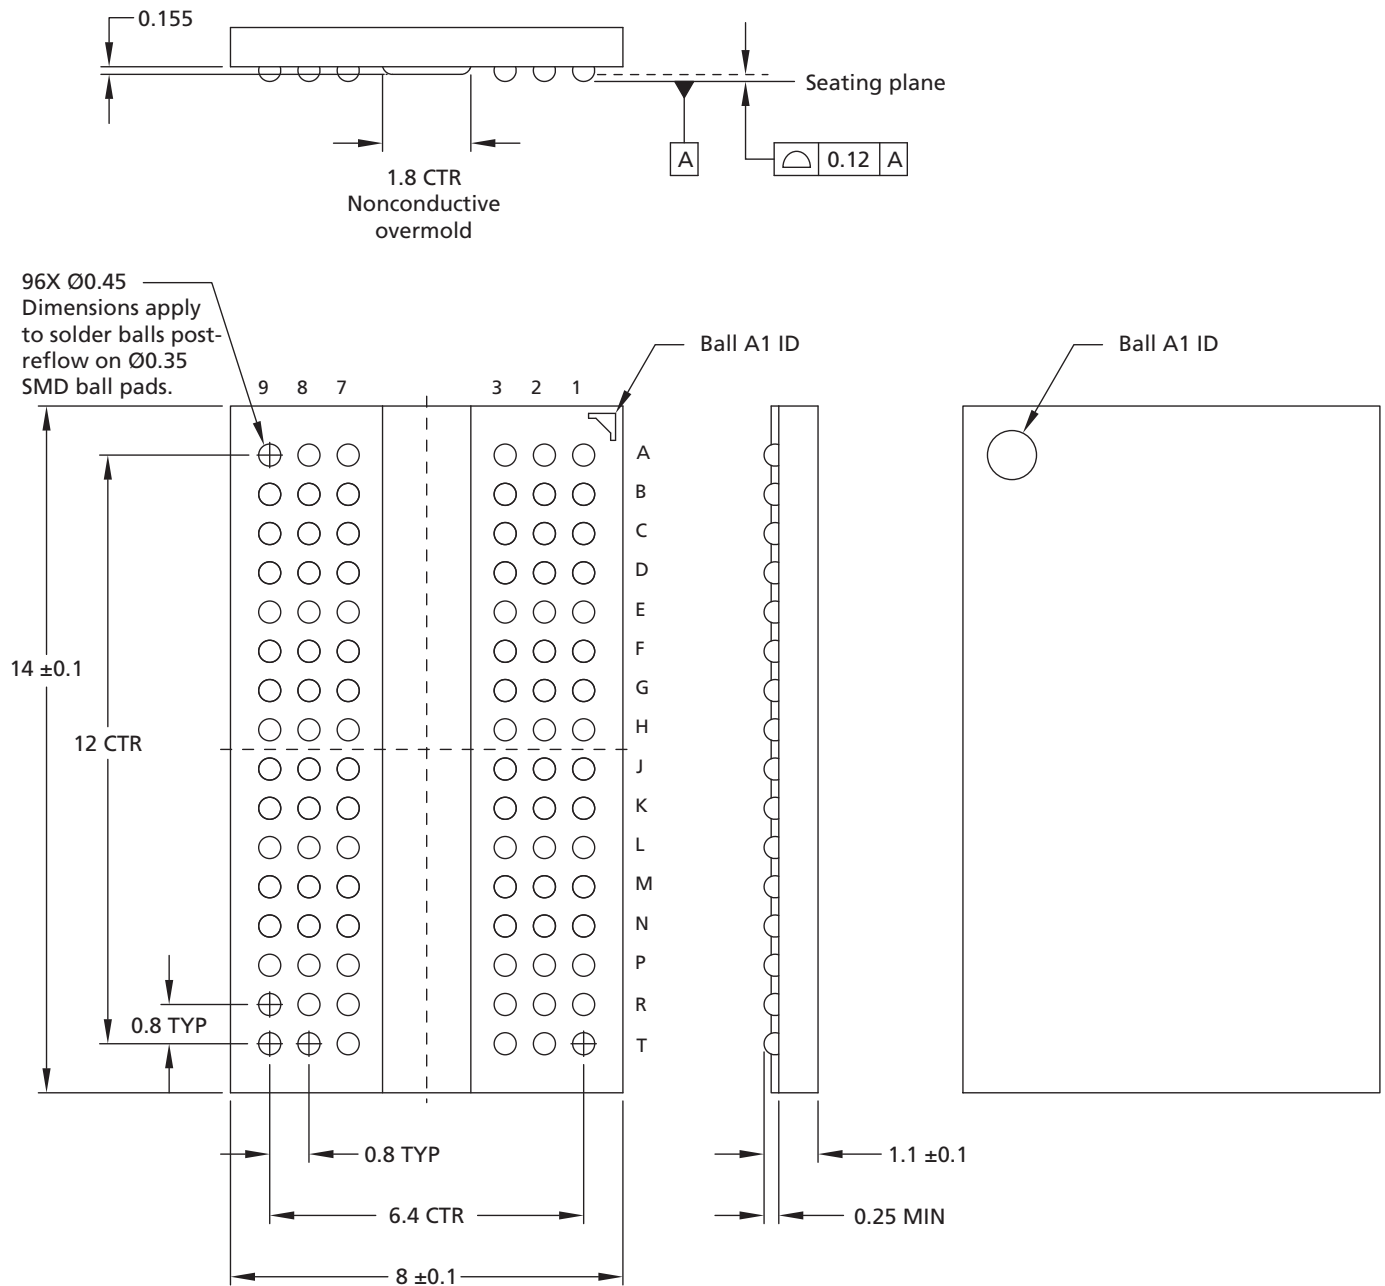 0.155
Seating plane
A
0.12 A
1.8 CTR
Nonconductive
overmold
96X Ø0.45
Dimensions apply
to solder balls post-
reflow on Ø0.35
SMD ball pads.
Ball A1 ID
Ball A1 ID
9 8 7 3 2 1
A
B
C
D
E
F
G
H
J
K
L
M
N
P
R
T
14 ±0.1
12 CTR
0.8 TYP
0.8 TYP
1.1 ±0.1
6.4 CTR
0.25 MIN
8 ±0.1